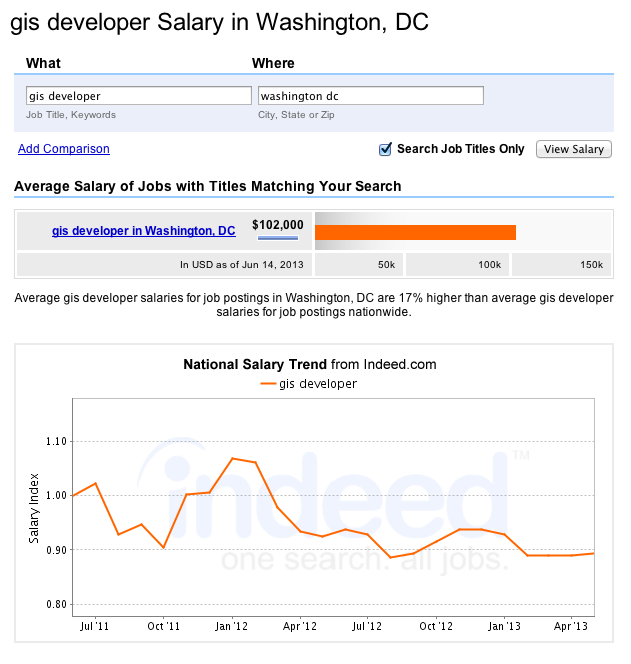 gis developer Salary in Washington, DC
What Where
gis developer washington dc
Job Title, Keywords City, State or Zip
Add Comparison Search Job Titles Only View Salary
Average Salary of Jobs with Titles Matching Your Search
gis developer in Washington, DC $102,000
In USD as of Jun 14, 2013 50k 100k 150k
Average gis developer salaries for job postings in Washington, DC are 17% higher than average gis developer
salaries for job postings nationwide.
National Salary Trend from Indeed.com
gis developer
Salary Index
1.10
1.00
0.90
0.80
indeed™
one search. all jobs.
Jul '11 Oct '11 Jan '12 Apr '12 Jul '12 Oct '12 Jan '13 Apr '13